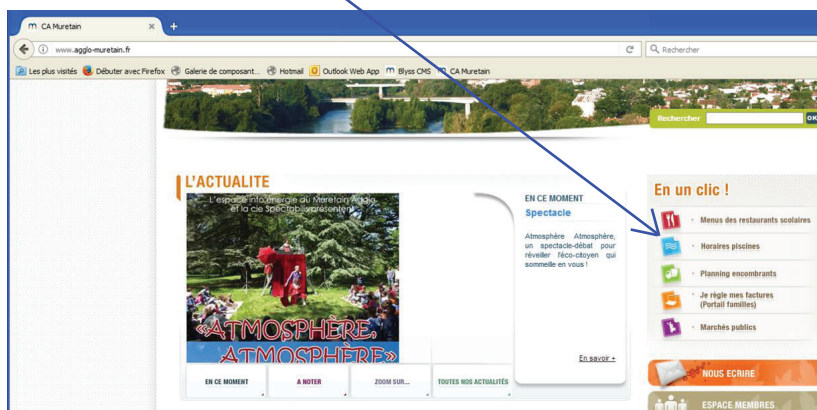 CA Muretain
www.agglo-muretain.fr
Rechercher
Les plus visités Débuter avec Firefox Galerie de composant... Hotmail Outlook Web App Blyss CMS CA Muretain
Rechercher OK
L'ACTUALITE
L'espace info énergie du Muretain Agglo
et la cie Spectablis présentent
«ATMOSPHÈRE,
ATMOSPHÈRE»
EN CE MOMENT
Spectacle
Atmosphère Atmosphère,
un spectacle-débat pour
réveiller l'éco-citoyen qui
sommeille en vous !
En savoir +
EN CE MOMENT
A NOTER
ZOOM SUR...
TOUTES NOS ACTUALITÉS
En un clic !
Menus des restaurants scolaires
Horaires piscines
Planning encombrants
Je règle mes factures
(Portail familles)
Marchés publics
NOUS ECRIRE
ESPACE MEMBRES